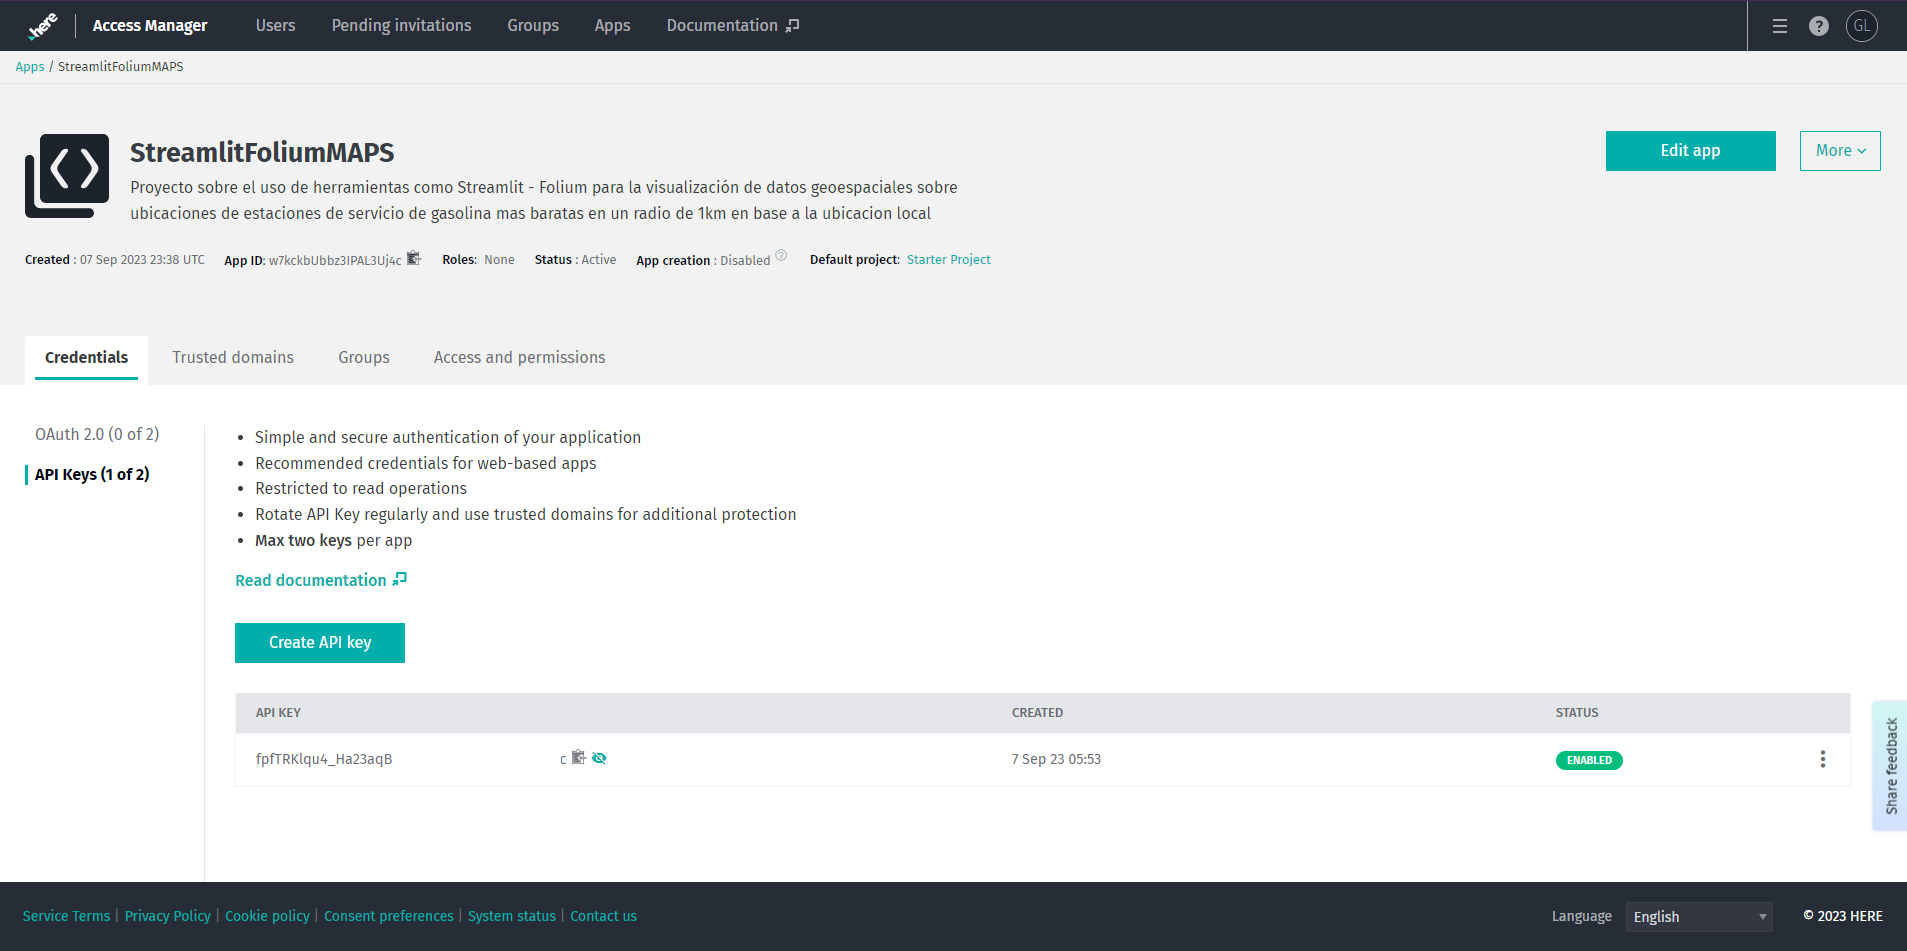 here Access Manager Users Pending invitations Groups Apps Documentation ? GL
Apps / StreamlitFoliumMAPS
StreamlitFoliumMAPS
Edit app
More
Proyecto sobre el uso de herramientas como Streamlit - Folium para la visualización de datos geoespaciales sobre
ubicaciones de estaciones de servicio de gasolina mas baratas en un radio de 1km en base a la ubicacion local
Created : 07 Sep 2023 23:38 UTC App ID: w7kckbUbbz3IPAL3Uj4c Roles: None Status : Active App creation : Disabled ? Default project: Starter Project
Credentials Trusted domains Groups Access and permissions
OAuth 2.0 (0 of 2)
API Keys (1 of 2)
• Simple and secure authentication of your application
• Recommended credentials for web-based apps
• Restricted to read operations
• Rotate API Key regularly and use trusted domains for additional protection
• Max two keys per app
Read documentation
Create API key
API KEY CREATED STATUS
fpfTRKlqu4_Ha23aqB c 7 Sep 23 05:53 ENABLED
Share feedback
Service Terms | Privacy Policy | Cookie policy | Consent preferences | System status | Contact us
Language English © 2023 HERE